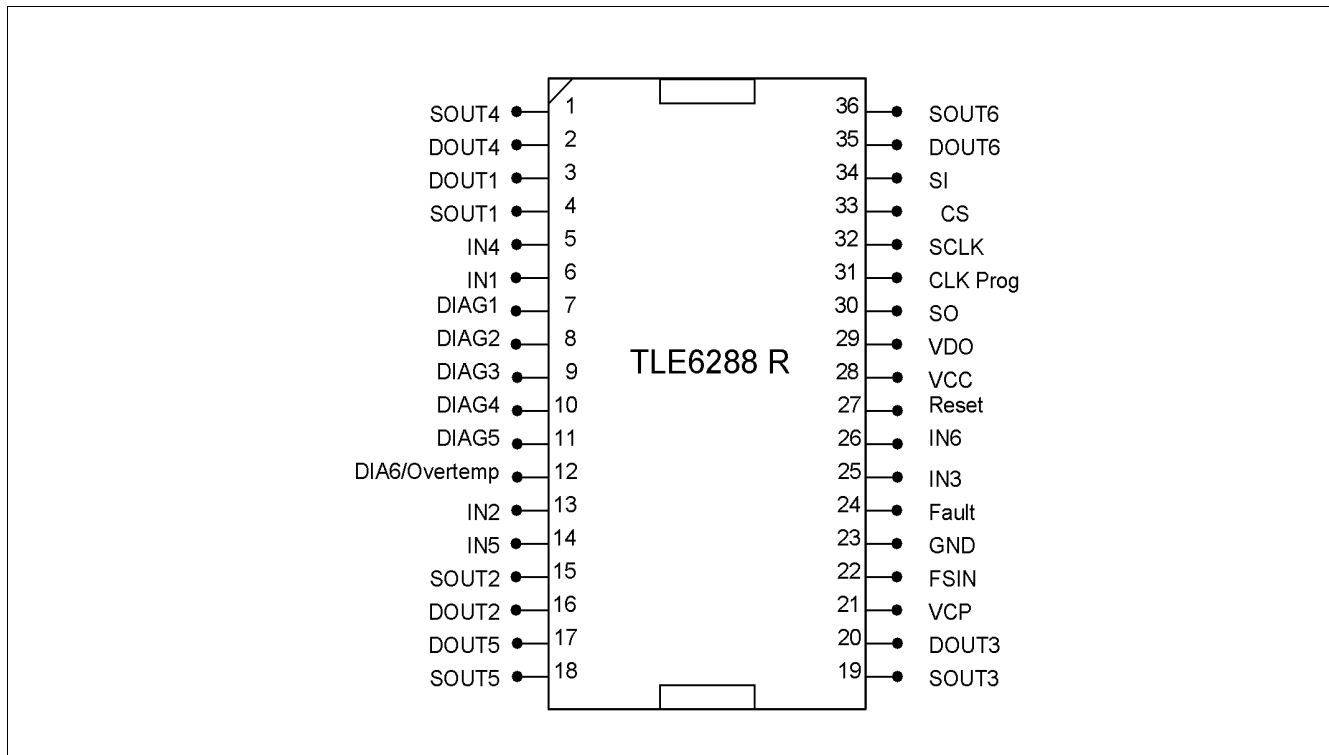 SOUT4 1 36 SOUT6
DOUT4 2 35 DOUT6
DOUT1 3 34 SI
SOUT1 4 33 CS
IN4 5 32 SCLK
IN1 6 31 CLK Prog
DIAG1 7 30 SO
DIAG2 8 29 VDO
TLE6288 R
DIAG3 9 28 VCC
DIAG4 10 27 Reset
DIAG5 11 26 IN6
DIA6/Overtemp 12 25 IN3
IN2 13 24 Fault
IN5 14 23 GND
SOUT2 15 22 FSIN
DOUT2 16 21 VCP
DOUT5 17 20 DOUT3
SOUT5 18 19 SOUT3